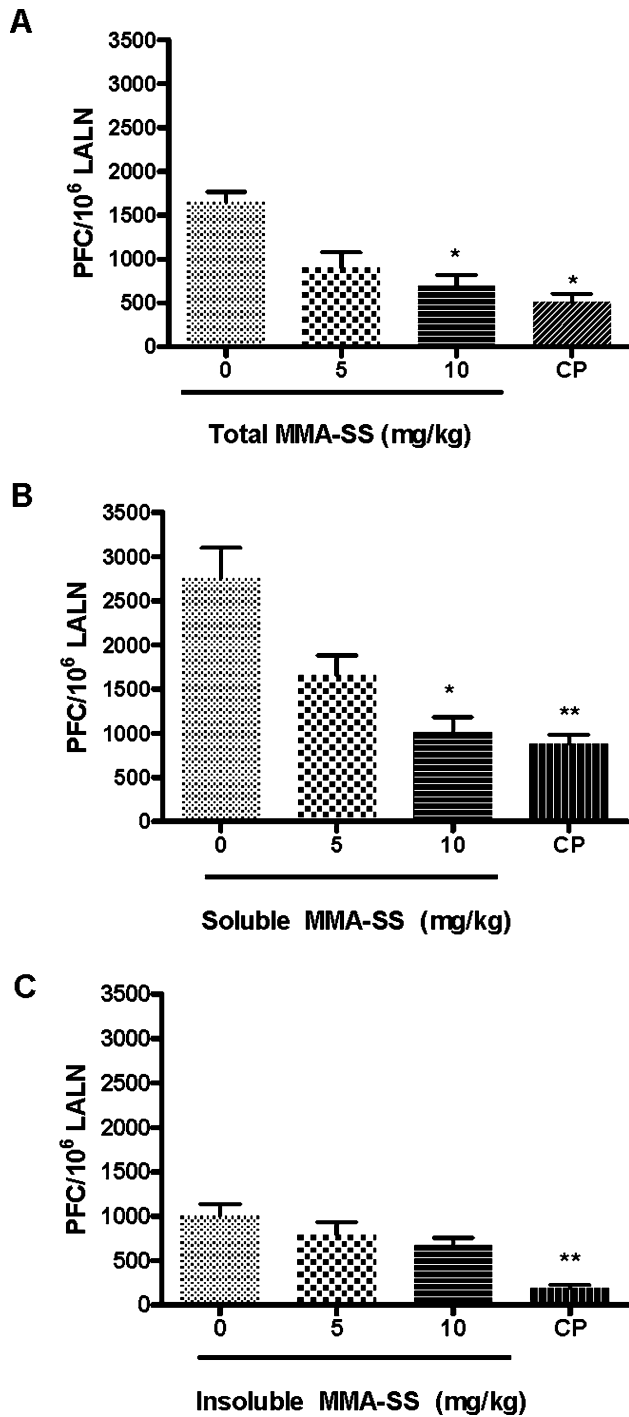 A
3500
3000
2500
2000
1500
1000
500
0
PFC/10⁶ LALN
*
*
0 5 10 CP
Total MMA-SS (mg/kg)
B
3500
3000
2500
2000
1500
1000
500
0
PFC/10⁶ LALN
*
**
0 5 10 CP
Soluble MMA-SS (mg/kg)
C
3500
3000
2500
2000
1500
1000
500
0
PFC/10⁶ LALN
**
0 5 10 CP
Insoluble MMA-SS (mg/kg)